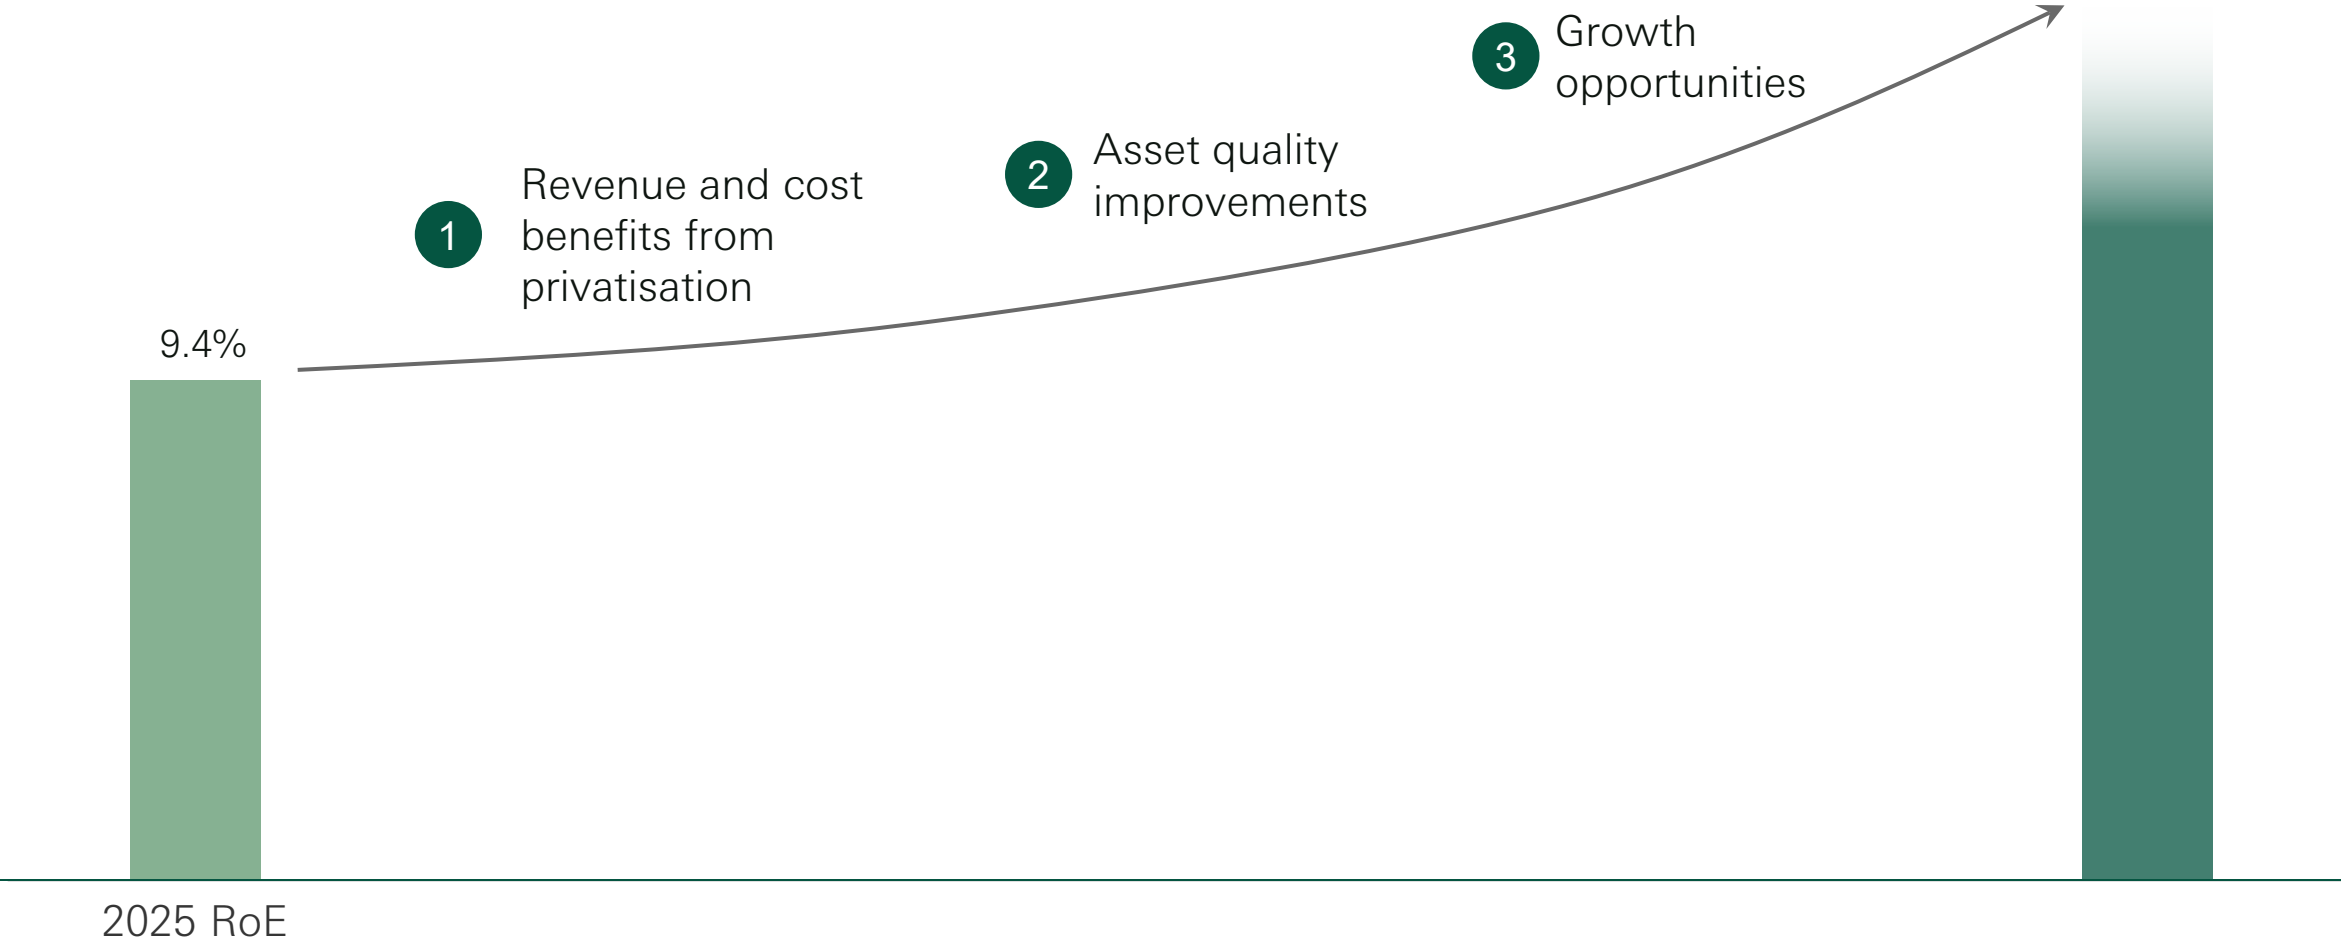 3
Growth
opportunities
2
Asset quality
improvements
1
Revenue and cost
benefits from
privatisation
9.4%
2025 RoE